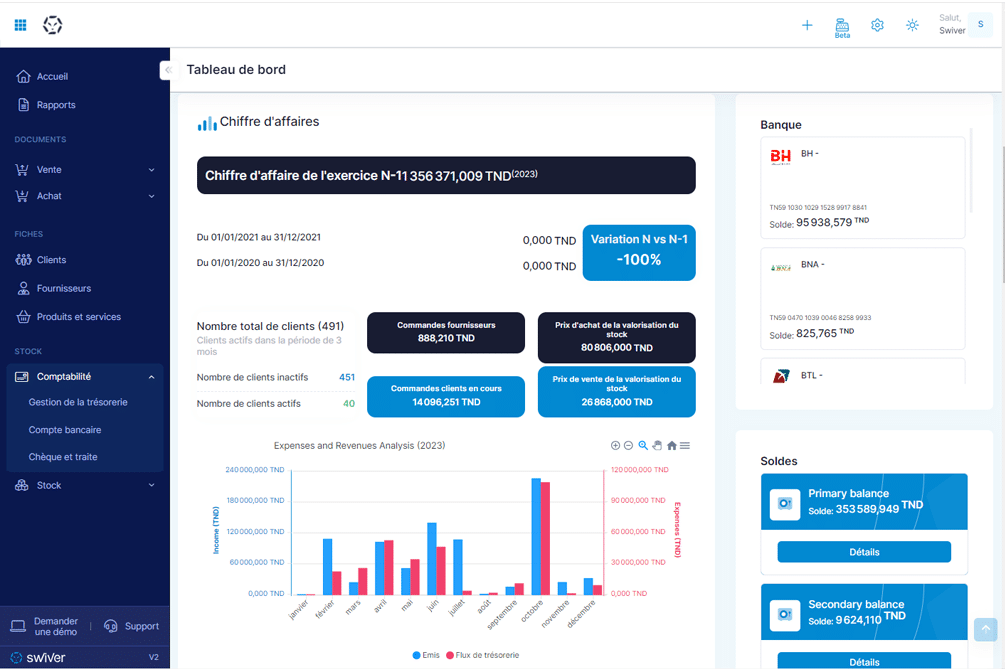 Salut,
Swiver
S
Beta
Accueil
Rapports
DOCUMENTS
Vente
Achat
FICHES
Clients
Fournisseurs
Produits et services
STOCK
Comptabilité
Gestion de la trésorerie
Compte bancaire
Chèque et traite
Stock
Demander
une démo
Support
swiver
V2
Tableau de bord
Chiffre d'affaires
Chiffre d'affaire de l'exercice N-11 356 371,009 TND(2023)
Du 01/01/2021 au 31/12/2021
0,000 TND
Du 01/01/2020 au 31/12/2020
0,000 TND
Variation N vs N-1
-100%
Nombre total de clients (491)
Clients actifs dans la période de 3
mois
Nombre de clients inactifs 451
Nombre de clients actifs 40
Commandes fournisseurs
888,210 TND
Prix d'achat de la valorisation du
stock
80 806,000 TND
Commandes clients en cours
14 096,251 TND
Prix de vente de la valorisation du
stock
26 868,000 TND
Expenses and Revenues Analysis (2023)
240 000,000 TND
180 000,000 TND
120 000,000 TND
60 000,000 TND
0,000 TND
Income (TND)
120 000,000 TND
90 000,000 TND
60 000,000 TND
30 000,000 TND
0,000 TND
Expenses (TND)
janvier
février
mars
avril
mai
juin
juillet
août
septembre
octobre
novembre
décembre
Emis
Flux de trésorerie
Banque
BH
BH -
TN59 1030 1029 1528 9917 8841
Solde: 95 938,579 TND
BNA -
TN59 0470 1039 0046 8258 9933
Solde: 825,765 TND
BTL -
Soldes
Primary balance
Solde: 353 589,949 TND
Détails
Secondary balance
Solde: 9 624,110 TND
Détails